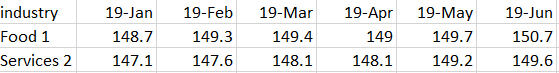 industry 19-Jan 19-Feb 19-Mar 19-Apr 19-May 19-Jun
Food 1 148.7 149.3 149.4 149 149.7 150.7
Services 2 147.1 147.6 148.1 148.1 149.2 149.6